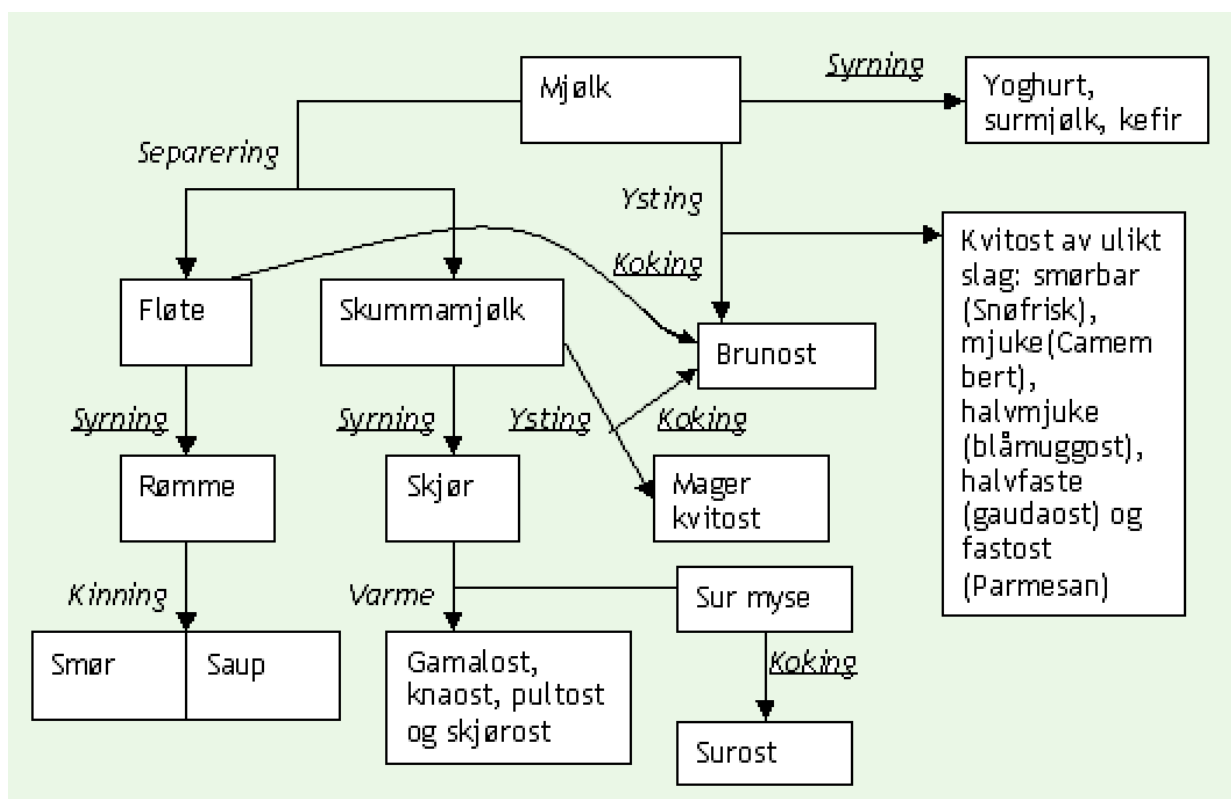 Mjølk
Syrning
Yoghurt,
surmjølk, kefir
Separering
Ysting
Koking
Kvitost av ulikt
slag: smørbar
(Snøfrisk),
mjuke(Camem
bert),
halvmjuke
(blåmuggost),
halvfaste
(gaudaost) og
fastost
(Parmesan)
Fløte
Skummamjølk
Brunost
Syrning
Syrning
Ysting
Koking
Rømme
Skjør
Mager
kvitost
Kinning
Varme
Sur myse
Smør
Saup
Gamalost,
knaost, pultost
og skjørost
Koking
Surost